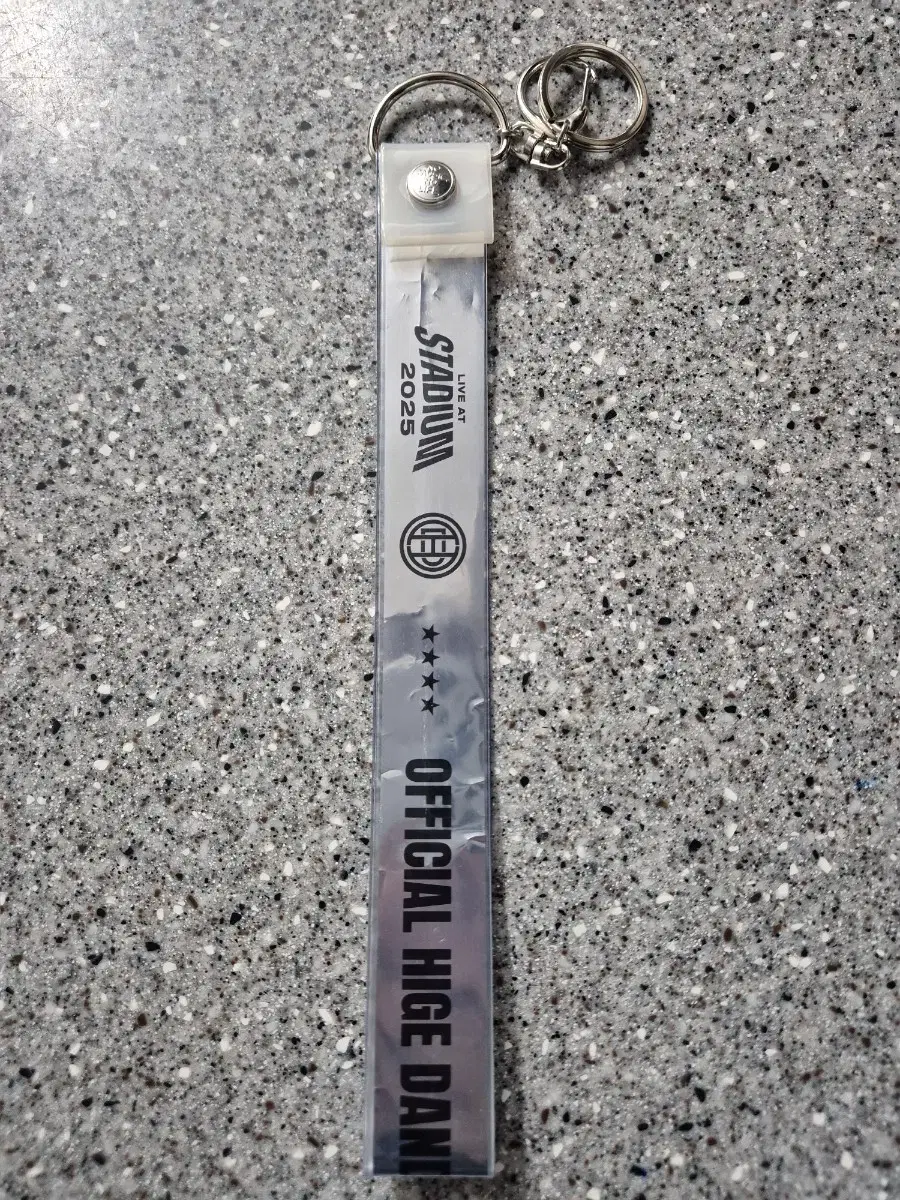 LIVE AT
STADIUM
2025
★★★★
OFFICIAL HIGE DAN